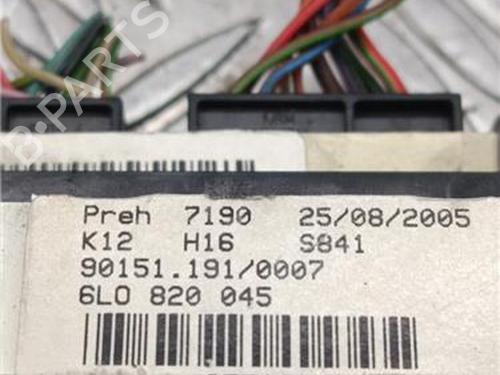 B-PARTS
Preh 7190 25/08/2005
K12 H16 S841
90151.191/0007
6L0 820 045